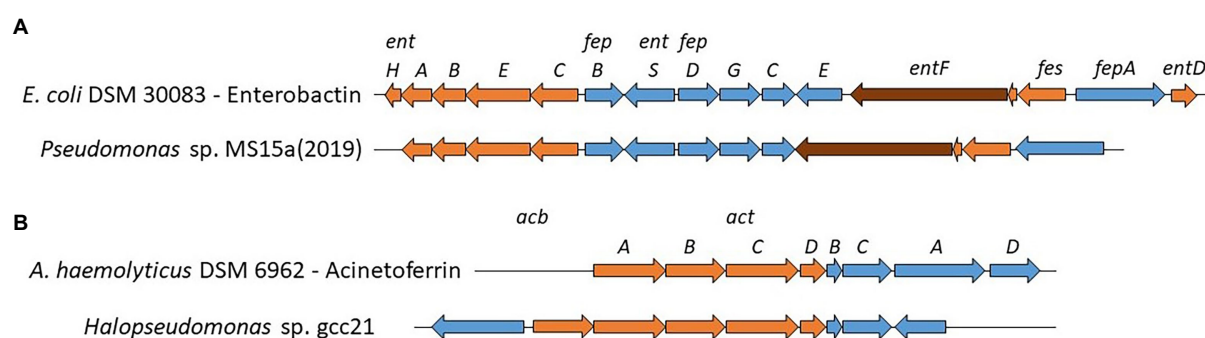 A
ent fep ent fep
H A B E C B S D G C E entF fes fepA entD
E. coli DSM 30083 - Enterobactin
Pseudomonas sp. MS15a(2019)
B
acb act
A B C D B C A D
A. haemolyticus DSM 6962 - Acinetoferrin
Halopseudomonas sp. gcc21